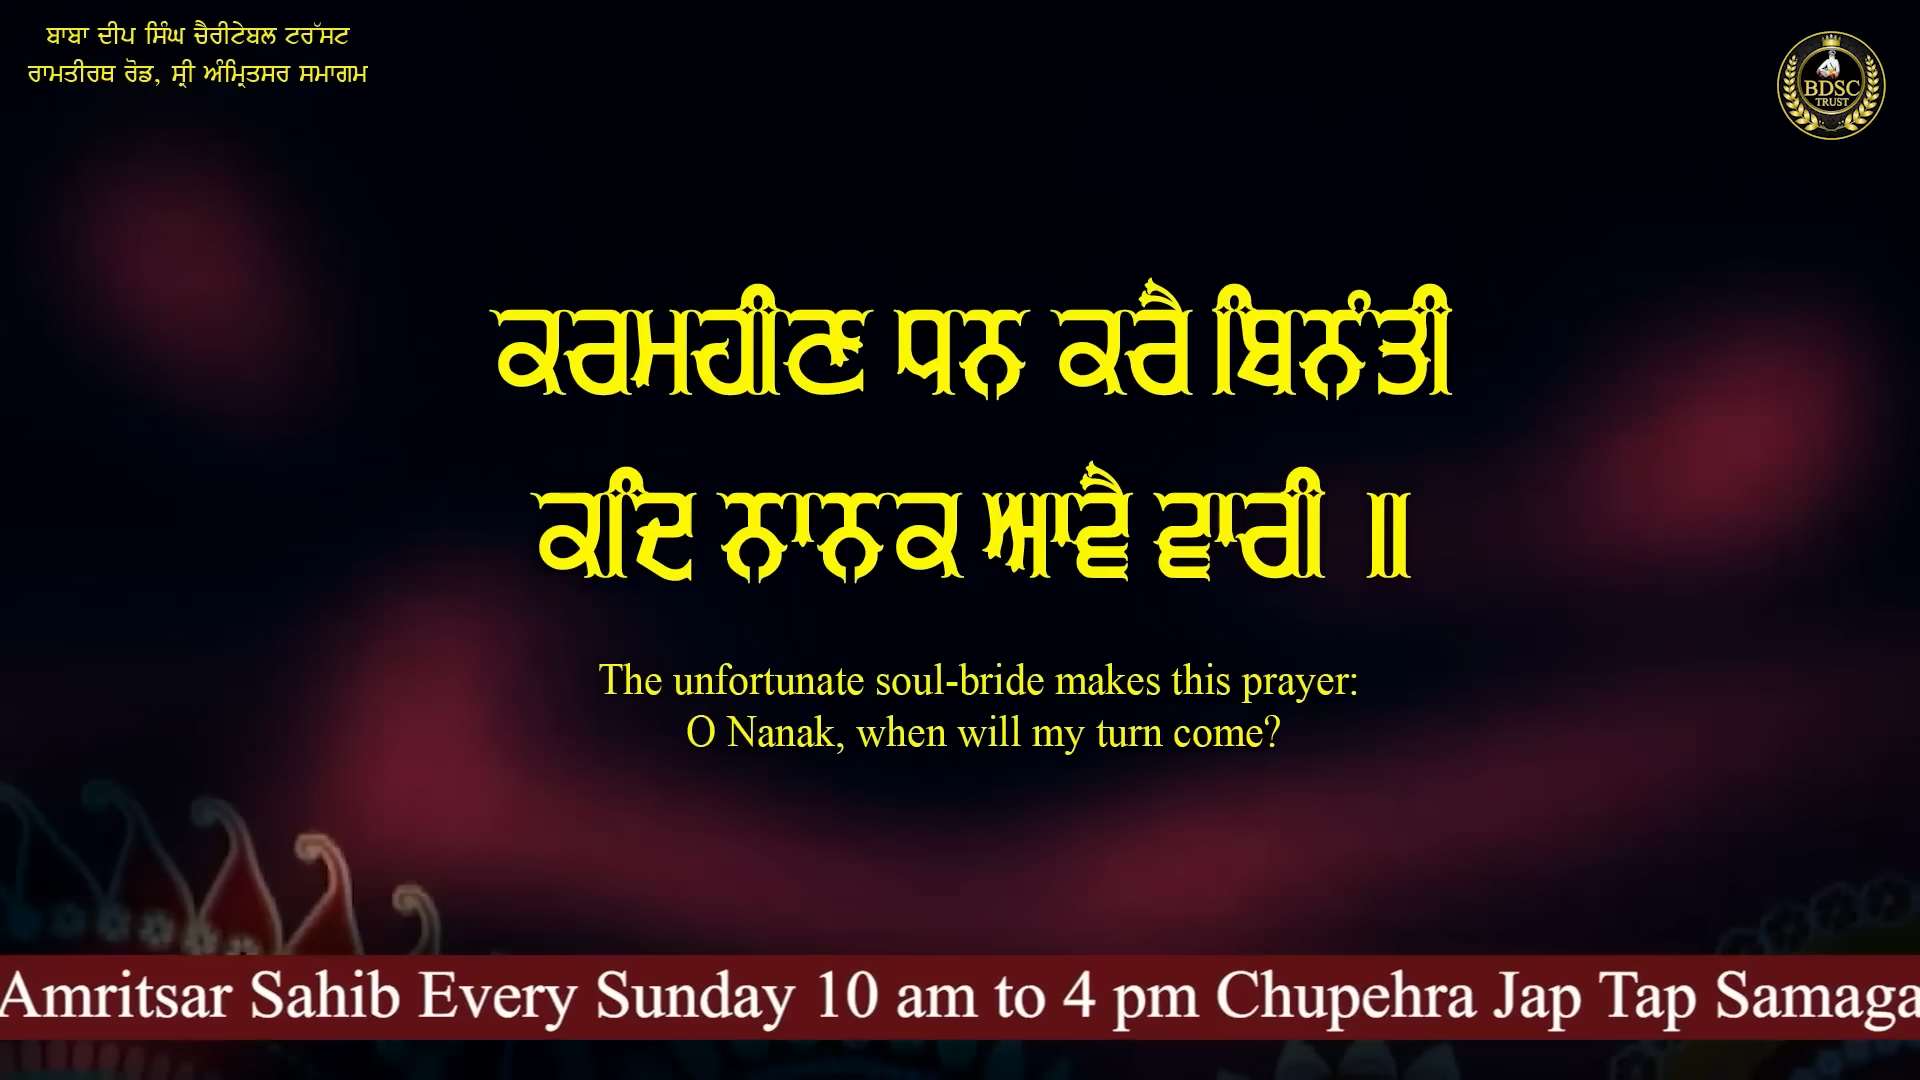 ਬਾਬਾ ਦੀਪ ਸਿੰਘ ਚੈਰੀਟੇਬਲ ਟਰੱਸਟ
ਰਾਮਤੀਰਥ ਰੋਡ, ਸ੍ਰੀ ਅੰਮ੍ਰਿਤਸਰ ਸਮਾਗਮ
BDSC
TRUST
ਕਰਮਹੀਣ ਧਨ ਕਰੈ ਬਿਨੰਤੀ
ਕਦਿ ਨਾਨਕ ਆਵੈ ਵਾਰੀ ॥
The unfortunate soul-bride makes this prayer:
O Nanak, when will my turn come?
Amritsar Sahib Every Sunday 10 am to 4 pm Chupehra Jap Tap Samaga